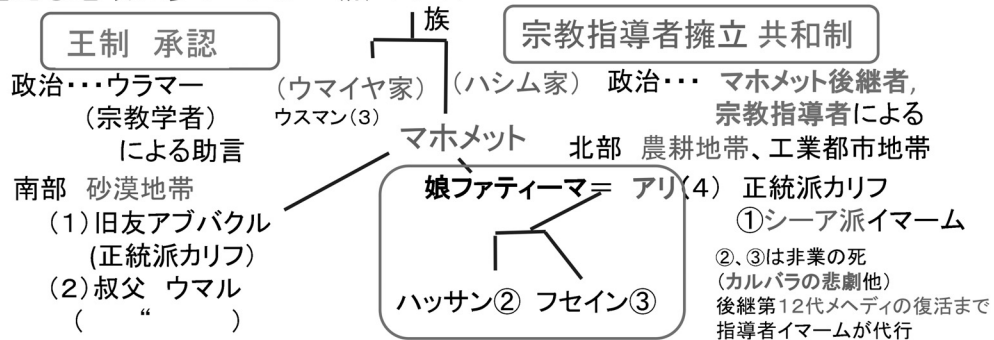 族
王制 承認
宗教指導者擁立 共和制
政治・・・ウラマー
(宗教学者)
による助言
(ウマイヤ家)
(ハシム家)
ウスマン(3)
政治・・・ マホメット後継者,
宗教指導者による
マホメット
北部 農耕地帯、工業都市地帯
南部 砂漠地帯
(1)旧友アブバクル
(正統派カリフ)
(2)叔父 ウマル
( “ )
娘ファティーマ= アリ(4) 正統派カリフ
①シーア派イマーム
ハッサン② フセイン③
②、③は非業の死
(カルバラの悲劇他)
後継第12代メヘディの復活まで
指導者イマームが代行